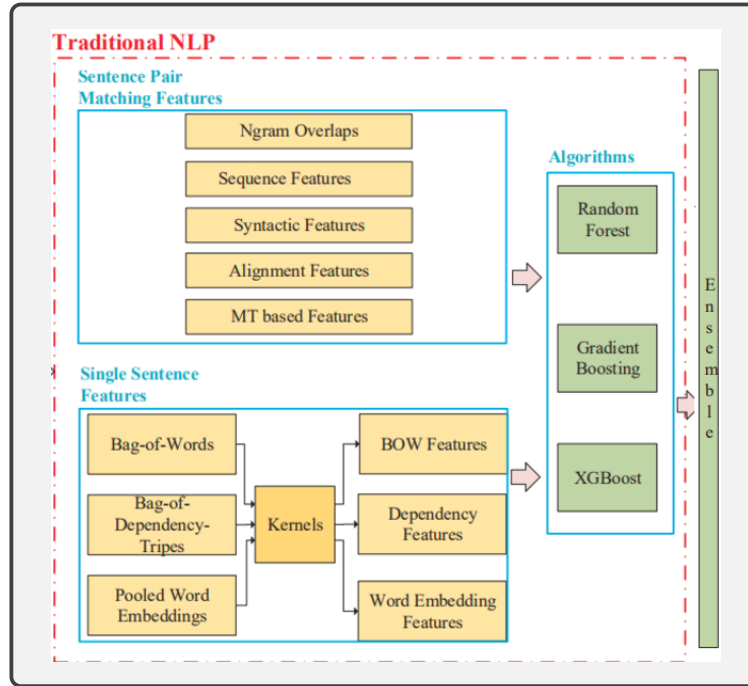 Traditional NLP
Sentence Pair
Matching Features
Ngram Overlaps
Sequence Features
Syntactic Features
Alignment Features
MT based Features
Single Sentence
Features
Bag-of-Words
Bag-of-
Dependency-
Tripes
Pooled Word
Embeddings
Kernels
BOW Features
Dependency
Features
Word Embedding
Features
Algorithms
Random
Forest
Gradient
Boosting
XGBoost
Ensemble